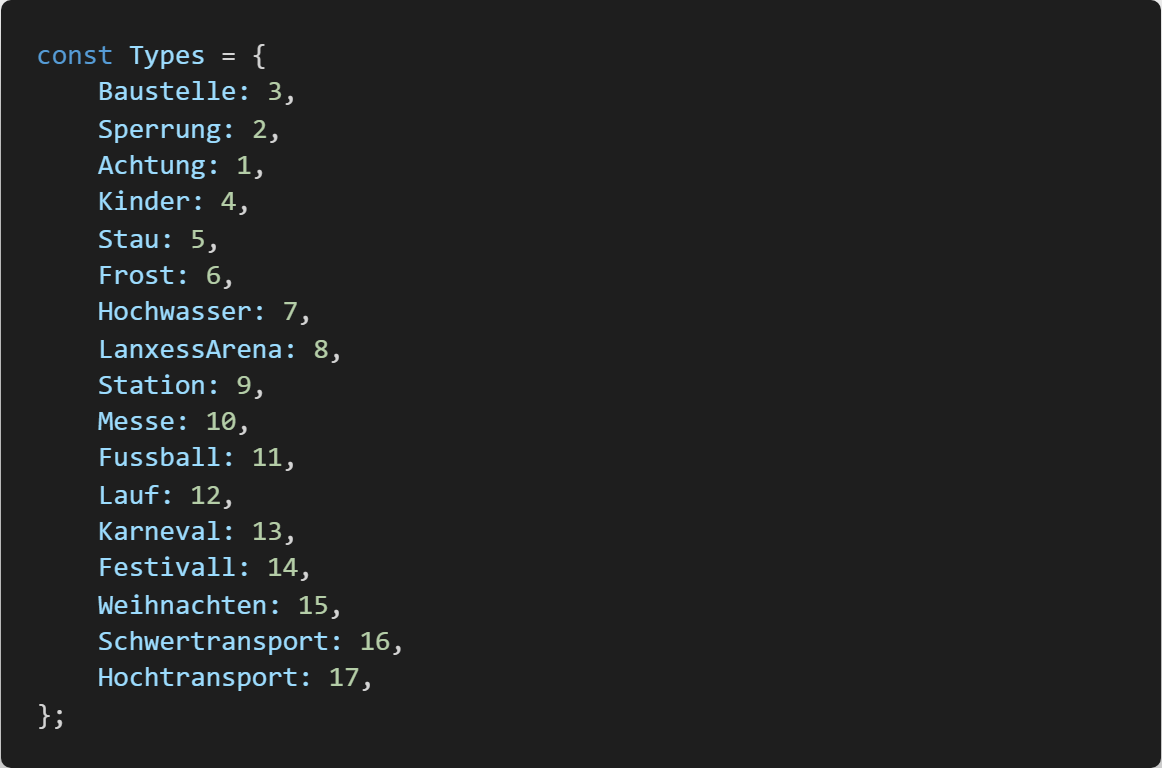 const Types = {
    Baustelle: 3,
    Sperrung: 2,
    Achtung: 1,
    Kinder: 4,
    Stau: 5,
    Frost: 6,
    Hochwasser: 7,
    LanxessArena: 8,
    Station: 9,
    Messe: 10,
    Fussball: 11,
    Lauf: 12,
    Karneval: 13,
    Festivall: 14,
    Weihnachten: 15,
    Schwertransport: 16,
    Hochtransport: 17,
};